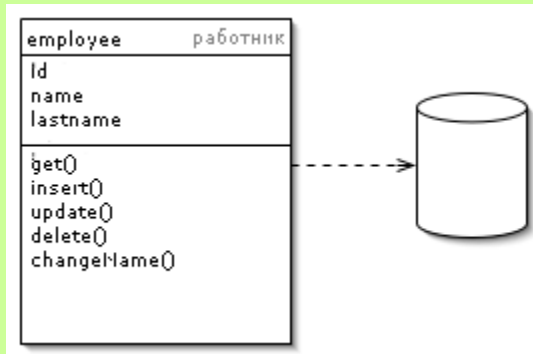 employee работник
Id
name
lastname
get()
insert()
update()
delete()
changeName()